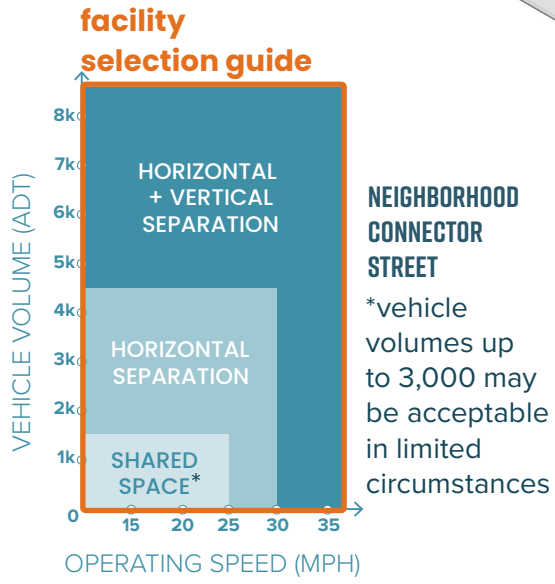 facility
selection guide
8k
7k
6k
5k
4k
3k
2k
1k
0
VEHICLE VOLUME (ADT)
HORIZONTAL
+ VERTICAL
SEPARATION
HORIZONTAL
SEPARATION
SHARED
SPACE*
15
20
25
30
35
OPERATING SPEED (MPH)
NEIGHBORHOOD
CONNECTOR
STREET
*vehicle
volumes up
to 3,000 may
be acceptable
in limited
circumstances